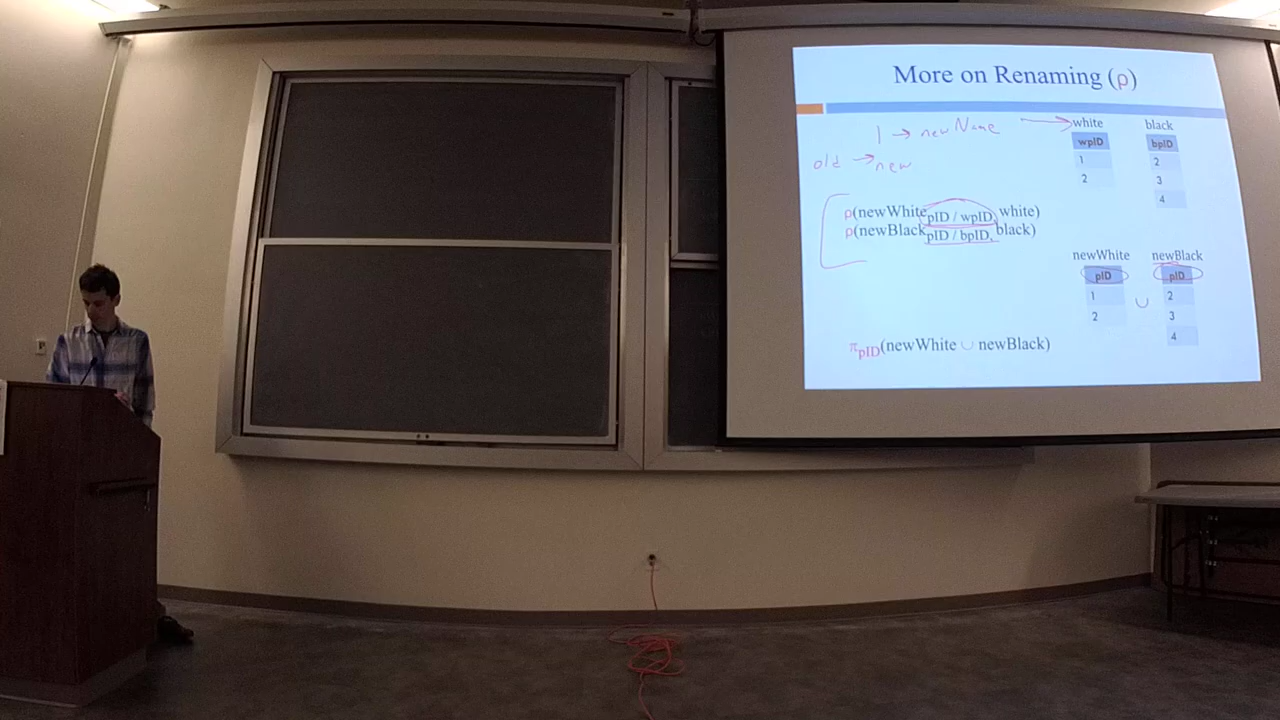 More on Renaming (ρ)
1 → newName → white black
wpID bpID
old → new
1 2
2 3
4
ρ(newWhite pID / wpID, white)
ρ(newBlack pID / bpID, black)
newWhite newBlack
pID pID
1 ∪ 2
2 3
4
π pID(newWhite ∪ newBlack)